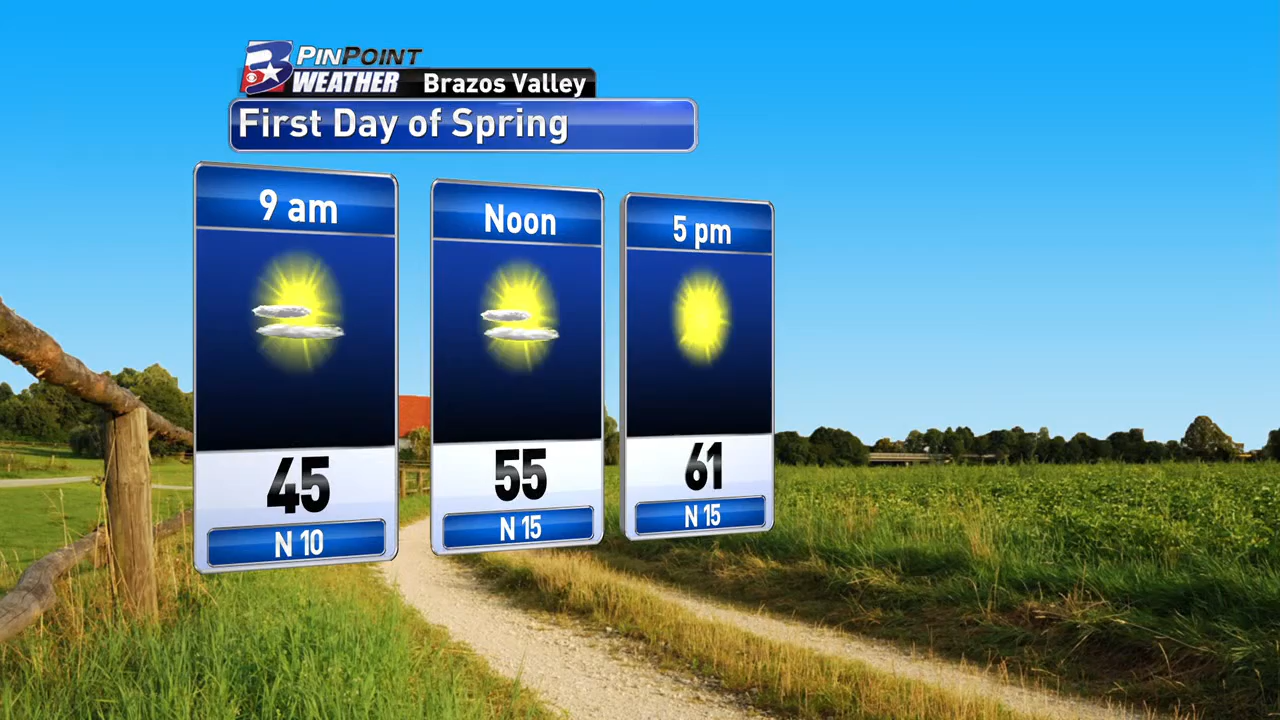 PINPOINT
WEATHER Brazos Valley
First Day of Spring
9 am
45
N 10
Noon
55
N 15
5 pm
61
N 15